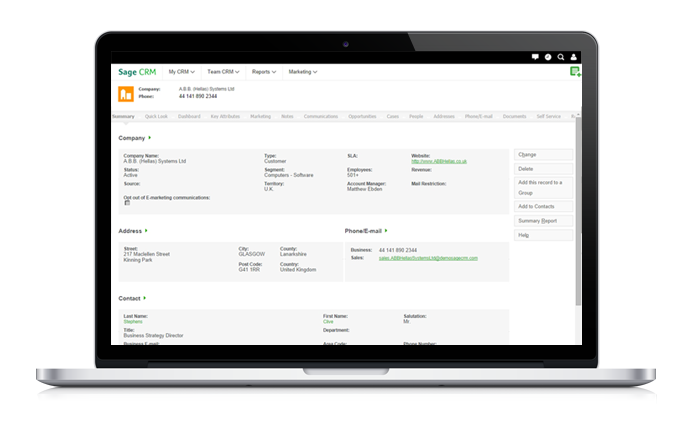 Sage CRM My CRM Team CRM Reports Marketing
Company: A.B.B. (Hellas) Systems Ltd
Phone: 44 141 890 2344
Summary Quick Look Dashboard Key Attributes Marketing Notes Communications Opportunities Cases People Addresses Phone/E-mail Documents Self Service
Company
Company Name: Type: SLA: Website:
A.B.B. (Hellas) Systems Ltd Customer http://www.ABBHellas.co.uk
Status: Segment: Employees: Revenue:
Active Computers - Software 501+
Source: Territory: Account Manager: Mail Restriction:
U.K. Matthew Ebden
Opt out of E-marketing communications:
Change
Delete
Add this record to a
Group
Add to Contacts
Summary Report
Help
Address
Street: City: County:
217 Maclellen Street GLASGOW Lanarkshire
Kinning Park
Post Code: Country:
G41 1RR United Kingdom
Phone/E-mail
Business: 44 141 890 2344
Sales: sales.ABBHellasSystemsLtd@demosagecrm.com
Contact
Last Name: First Name: Salutation:
Stephens Clive Mr.
Title: Department:
Business Strategy Director
Business E-mail: Area Code: Phone Number: